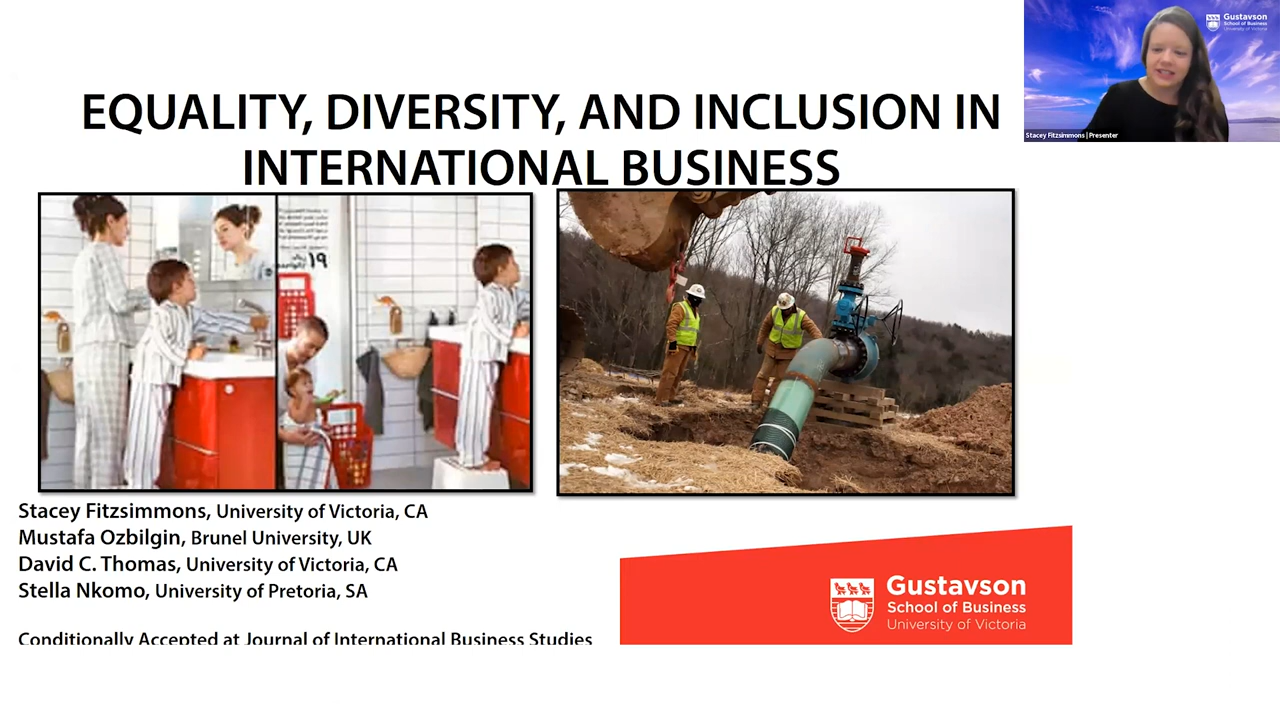 EQUALITY, DIVERSITY, AND INCLUSION IN
INTERNATIONAL BUSINESS
Gustavson
School of Business
University of Victoria
Stacey Fitzsimmons | Presenter
Stacey Fitzsimmons, University of Victoria, CA
Mustafa Ozbilgin, Brunel University, UK
David C. Thomas, University of Victoria, CA
Stella Nkomo, University of Pretoria, SA
Conditionally Accepted at Journal of International Business Studies
Gustavson
School of Business
University of Victoria